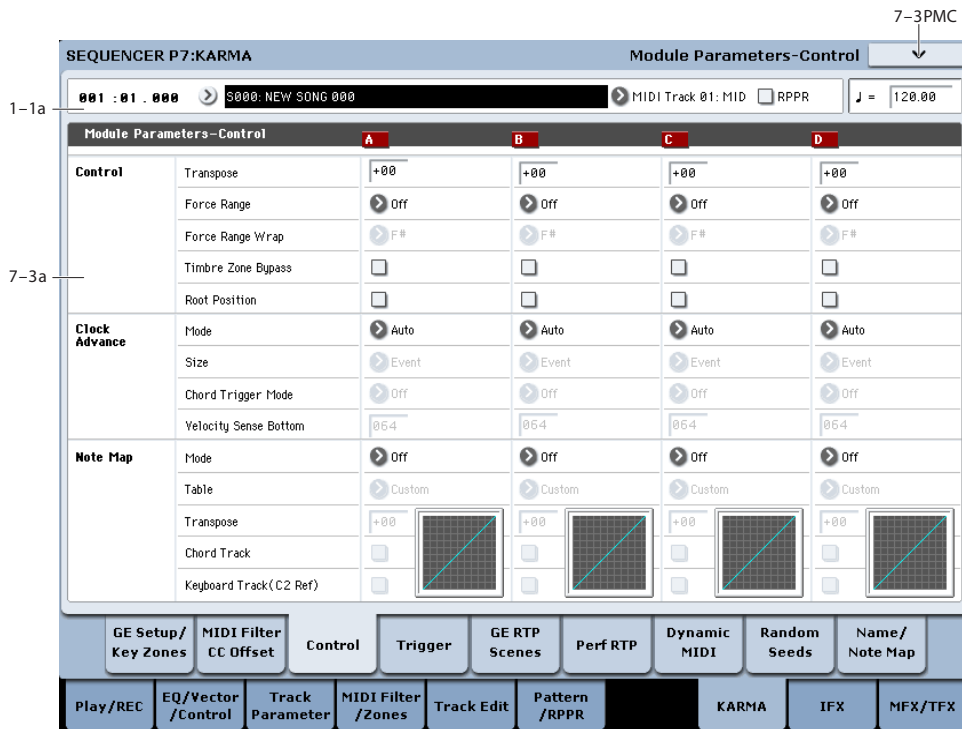 7-3PMC
SEQUENCER P7:KARMA Module Parameters-Control
1-1a
001 :01 . 000 S000: NEW SONG 000 MIDI Track 01: MID RPPR ♩ = 120.00
Module Parameters-Control A B C D
7-3a
Control Transpose +00 +00 +00 +00
Force Range Off Off Off Off
Force Range Wrap F# F# F# F#
Timbre Zone Bypass
Root Position
Clock Advance Mode Auto Auto Auto Auto
Size Event Event Event Event
Chord Trigger Mode Off Off Off Off
Velocity Sense Bottom 064 064 064 064
Note Map Mode Off Off Off Off
Table Custom Custom Custom Custom
Transpose +00 +00 +00 +00
Chord Track
Keyboard Track(C2 Ref)
GE Setup/ Key Zones MIDI Filter CC Offset Control Trigger GE RTP Scenes Perf RTP Dynamic MIDI Random Seeds Name/ Note Map
Play/REC EQ/Vector /Control Track Parameter MIDI Filter /Zones Track Edit Pattern /RPPR KARMA IFX MFX/TFX